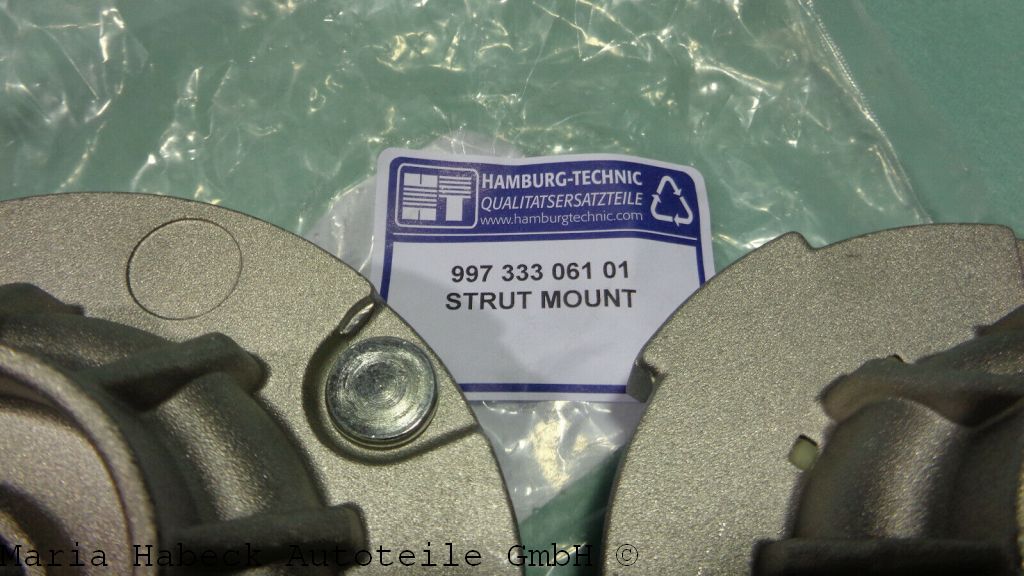 HAMBURG-TECHNIC
QUALITATSERSATZTEILE
www.hamburgtechnic.com
HT
997 333 061 01
STRUT MOUNT
Maria Habeck Autoteile GmbH ©